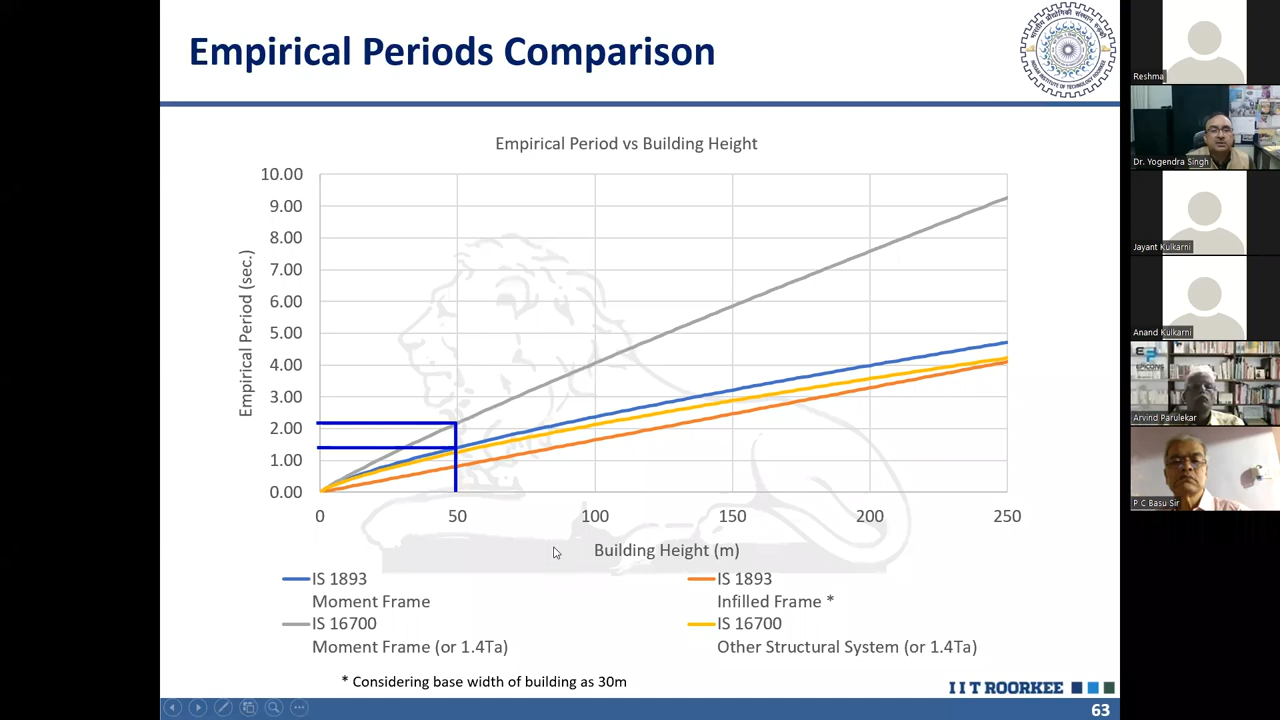 Empirical Periods Comparison
Empirical Period vs Building Height
10.00
9.00
8.00
7.00
6.00
5.00
4.00
3.00
2.00
1.00
0.00
Empirical Period (sec.)
0 50 100 150 200 250
Building Height (m)
IS 1893
Moment Frame
IS 1893
Infilled Frame *
IS 16700
Moment Frame (or 1.4Ta)
IS 16700
Other Structural System (or 1.4Ta)
* Considering base width of building as 30m
I I T ROORKEE
63
Reshma
Dr. Yogendra Singh
Jayant Kulkarni
Anand Kulkarni
Arvind Parulekar
P C Basu Sir